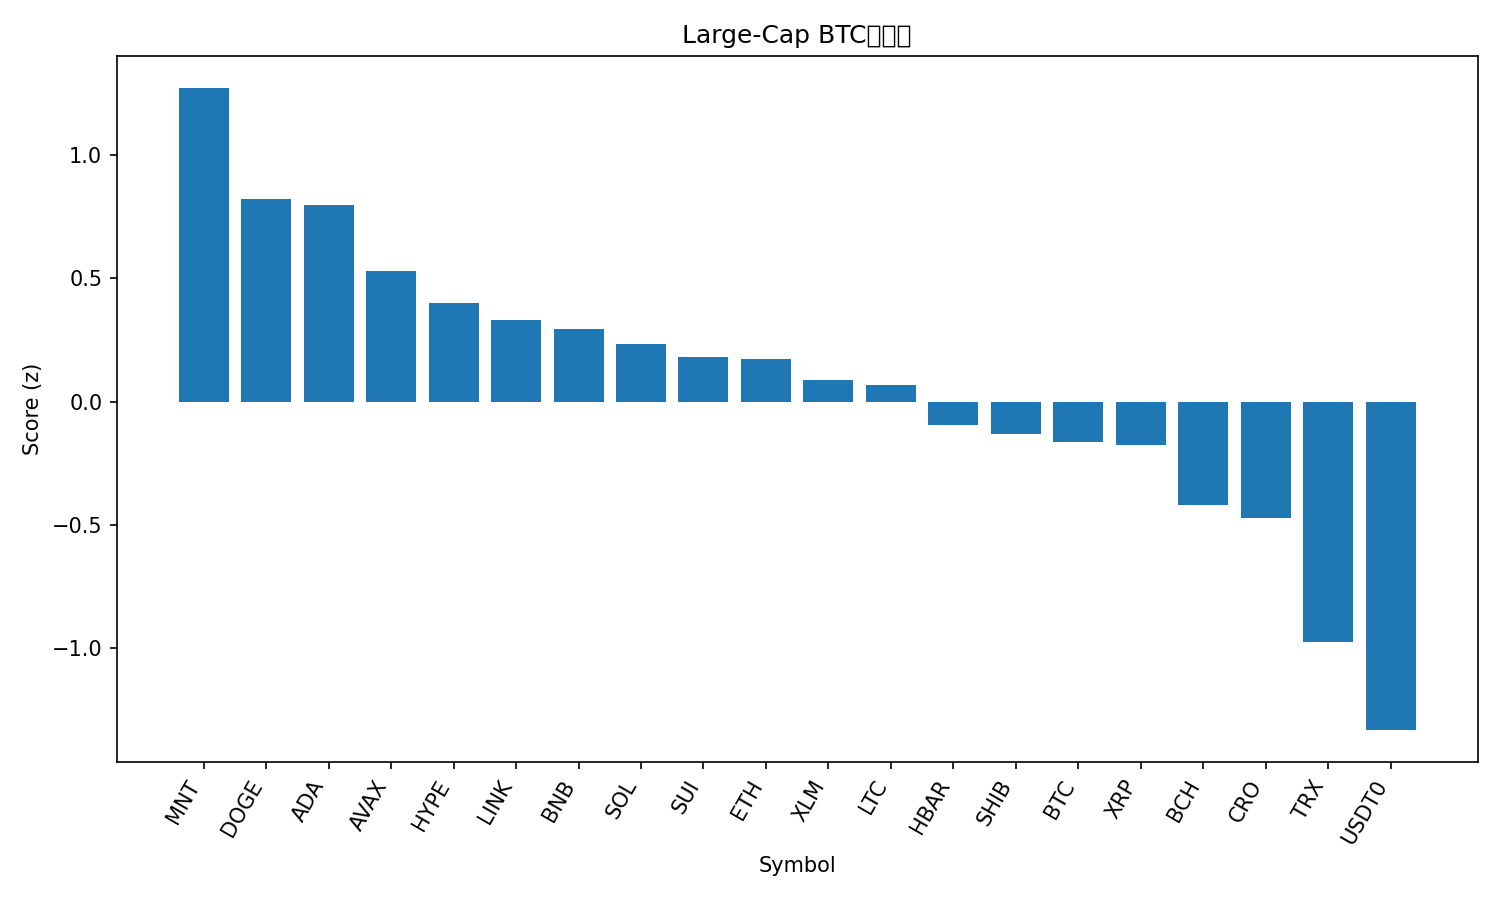 Large-Cap BTC
1.0
0.5
0.0
−0.5
−1.0
Score (z)
MNT
DOGE
ADA
AVAX
HYPE
LINK
BNB
SOL
SUI
ETH
XLM
LTC
HBAR
SHIB
BTC
XRP
BCH
CRO
TRX
USDT0
Symbol